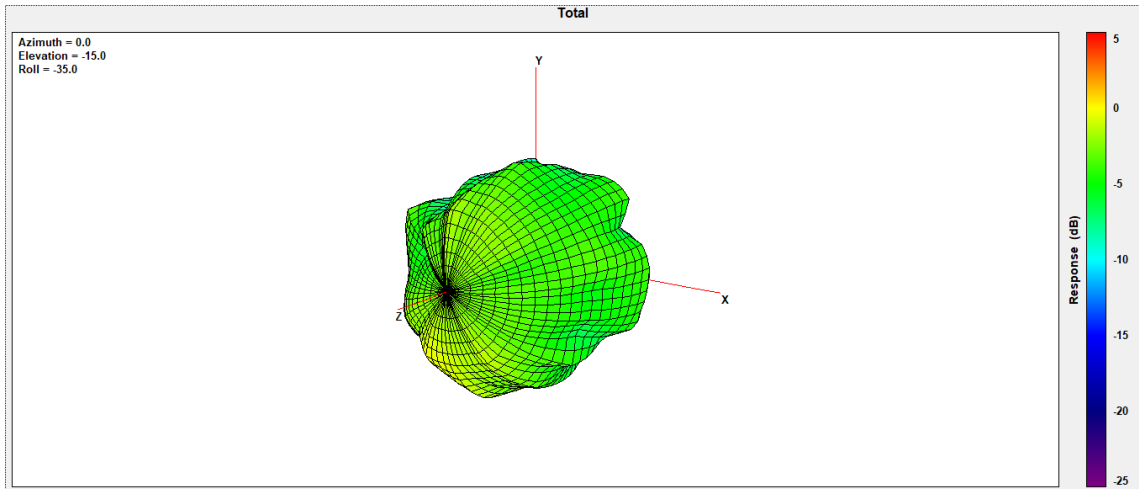 Total
Azimuth = 0.0
Elevation = -15.0
Roll = -35.0
Y
X
Z
5
0
-5
-10
-15
-20
-25
Response (dB)